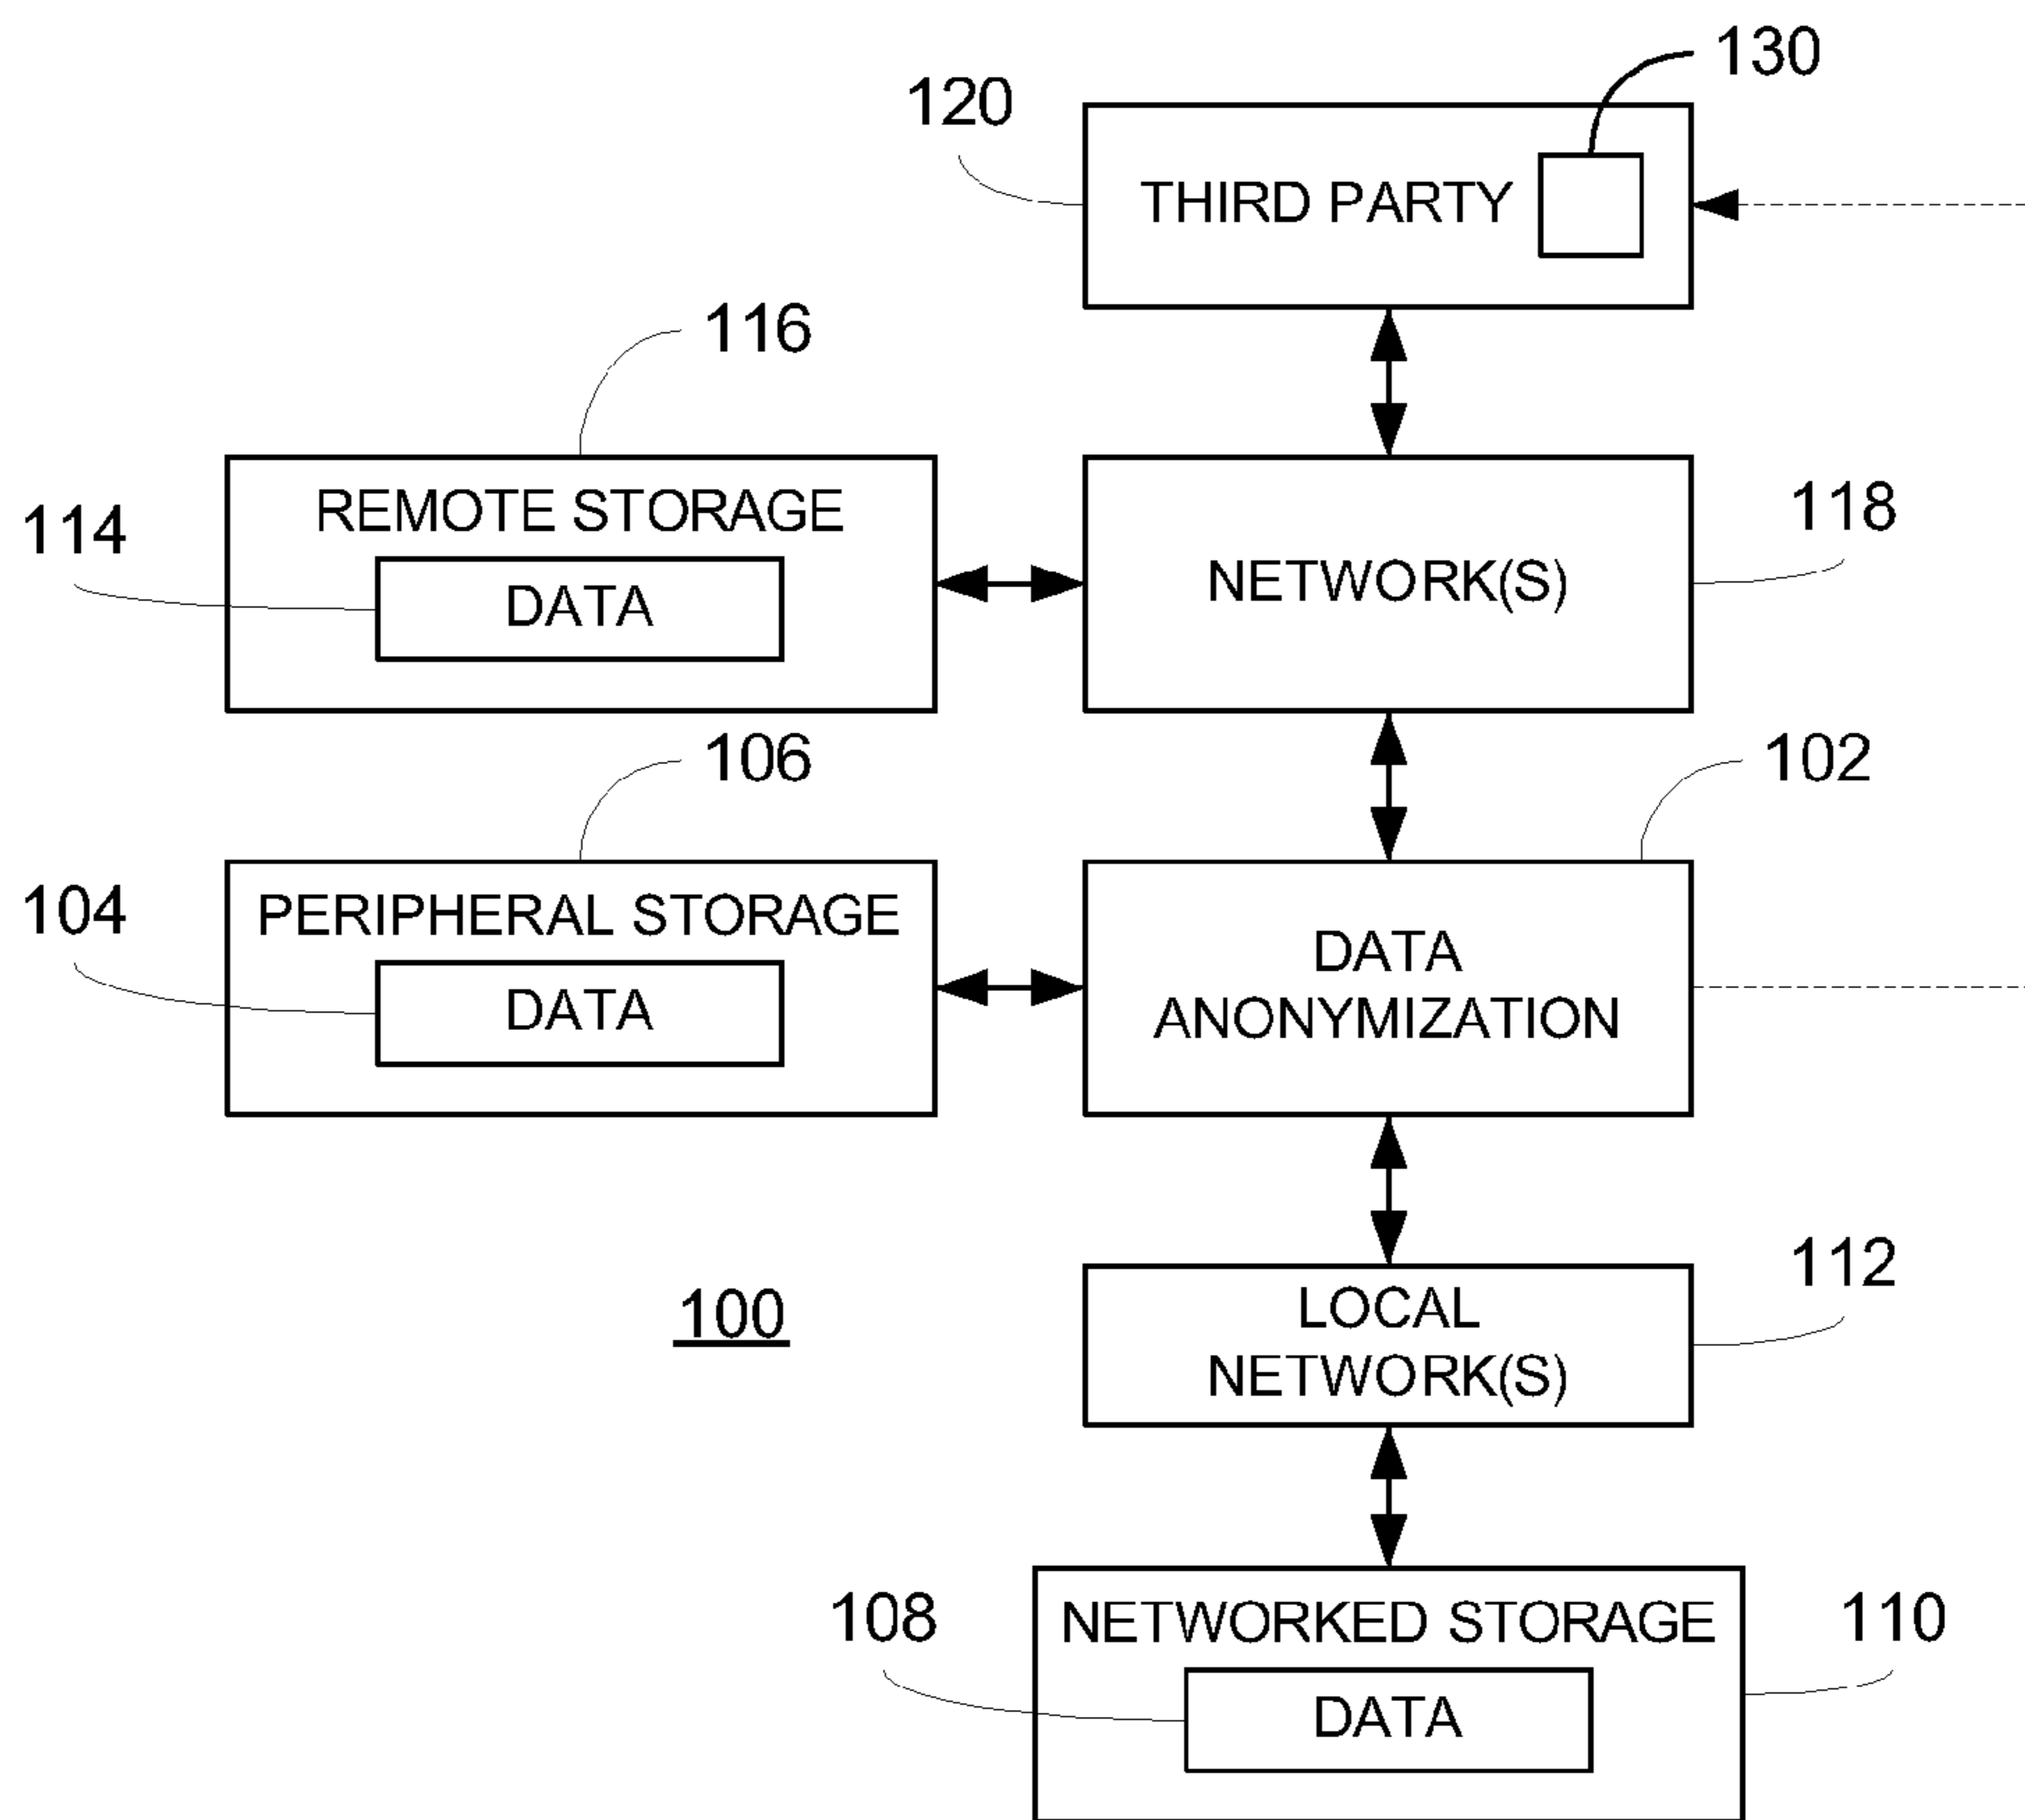 130
120
THIRD PARTY
116
REMOTE STORAGE
114
DATA
NETWORK(S)
118
106
102
PERIPHERAL STORAGE
104
DATA
DATA
ANONYMIZATION
100
LOCAL
NETWORK(S)
112
108
NETWORKED STORAGE
110
DATA